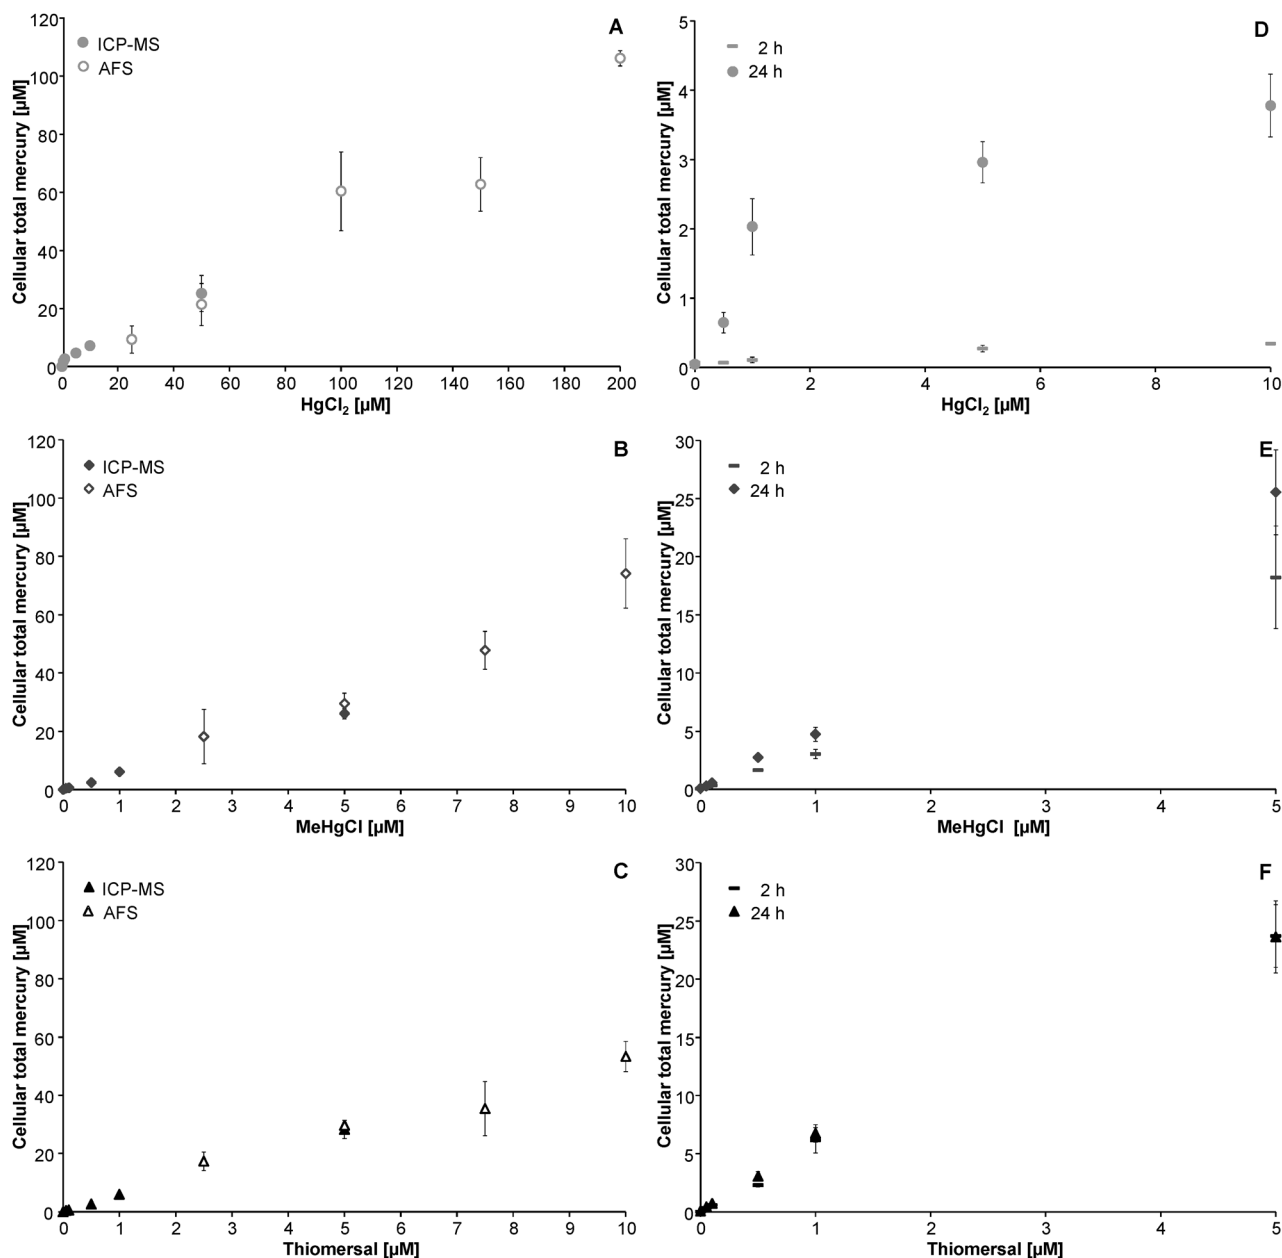 A
ICP-MS
AFS
Cellular total mercury [µM]
120
100
80
60
40
20
0
0 20 40 60 80 100 120 140 160 180 200
HgCl2 [µM]
D
2 h
24 h
Cellular total mercury [µM]
5
4
3
2
1
0
0 2 4 6 8 10
HgCl2 [µM]
B
ICP-MS
AFS
Cellular total mercury [µM]
120
100
80
60
40
20
0
0 1 2 3 4 5 6 7 8 9 10
MeHgCl [µM]
E
2 h
24 h
Cellular total mercury [µM]
30
25
20
15
10
5
0
0 1 2 3 4 5
MeHgCl [µM]
C
ICP-MS
AFS
Cellular total mercury [µM]
120
100
80
60
40
20
0
0 1 2 3 4 5 6 7 8 9 10
Thiomersal [µM]
F
2 h
24 h
Cellular total mercury [µM]
30
25
20
15
10
5
0
0 1 2 3 4 5
Thiomersal [µM]